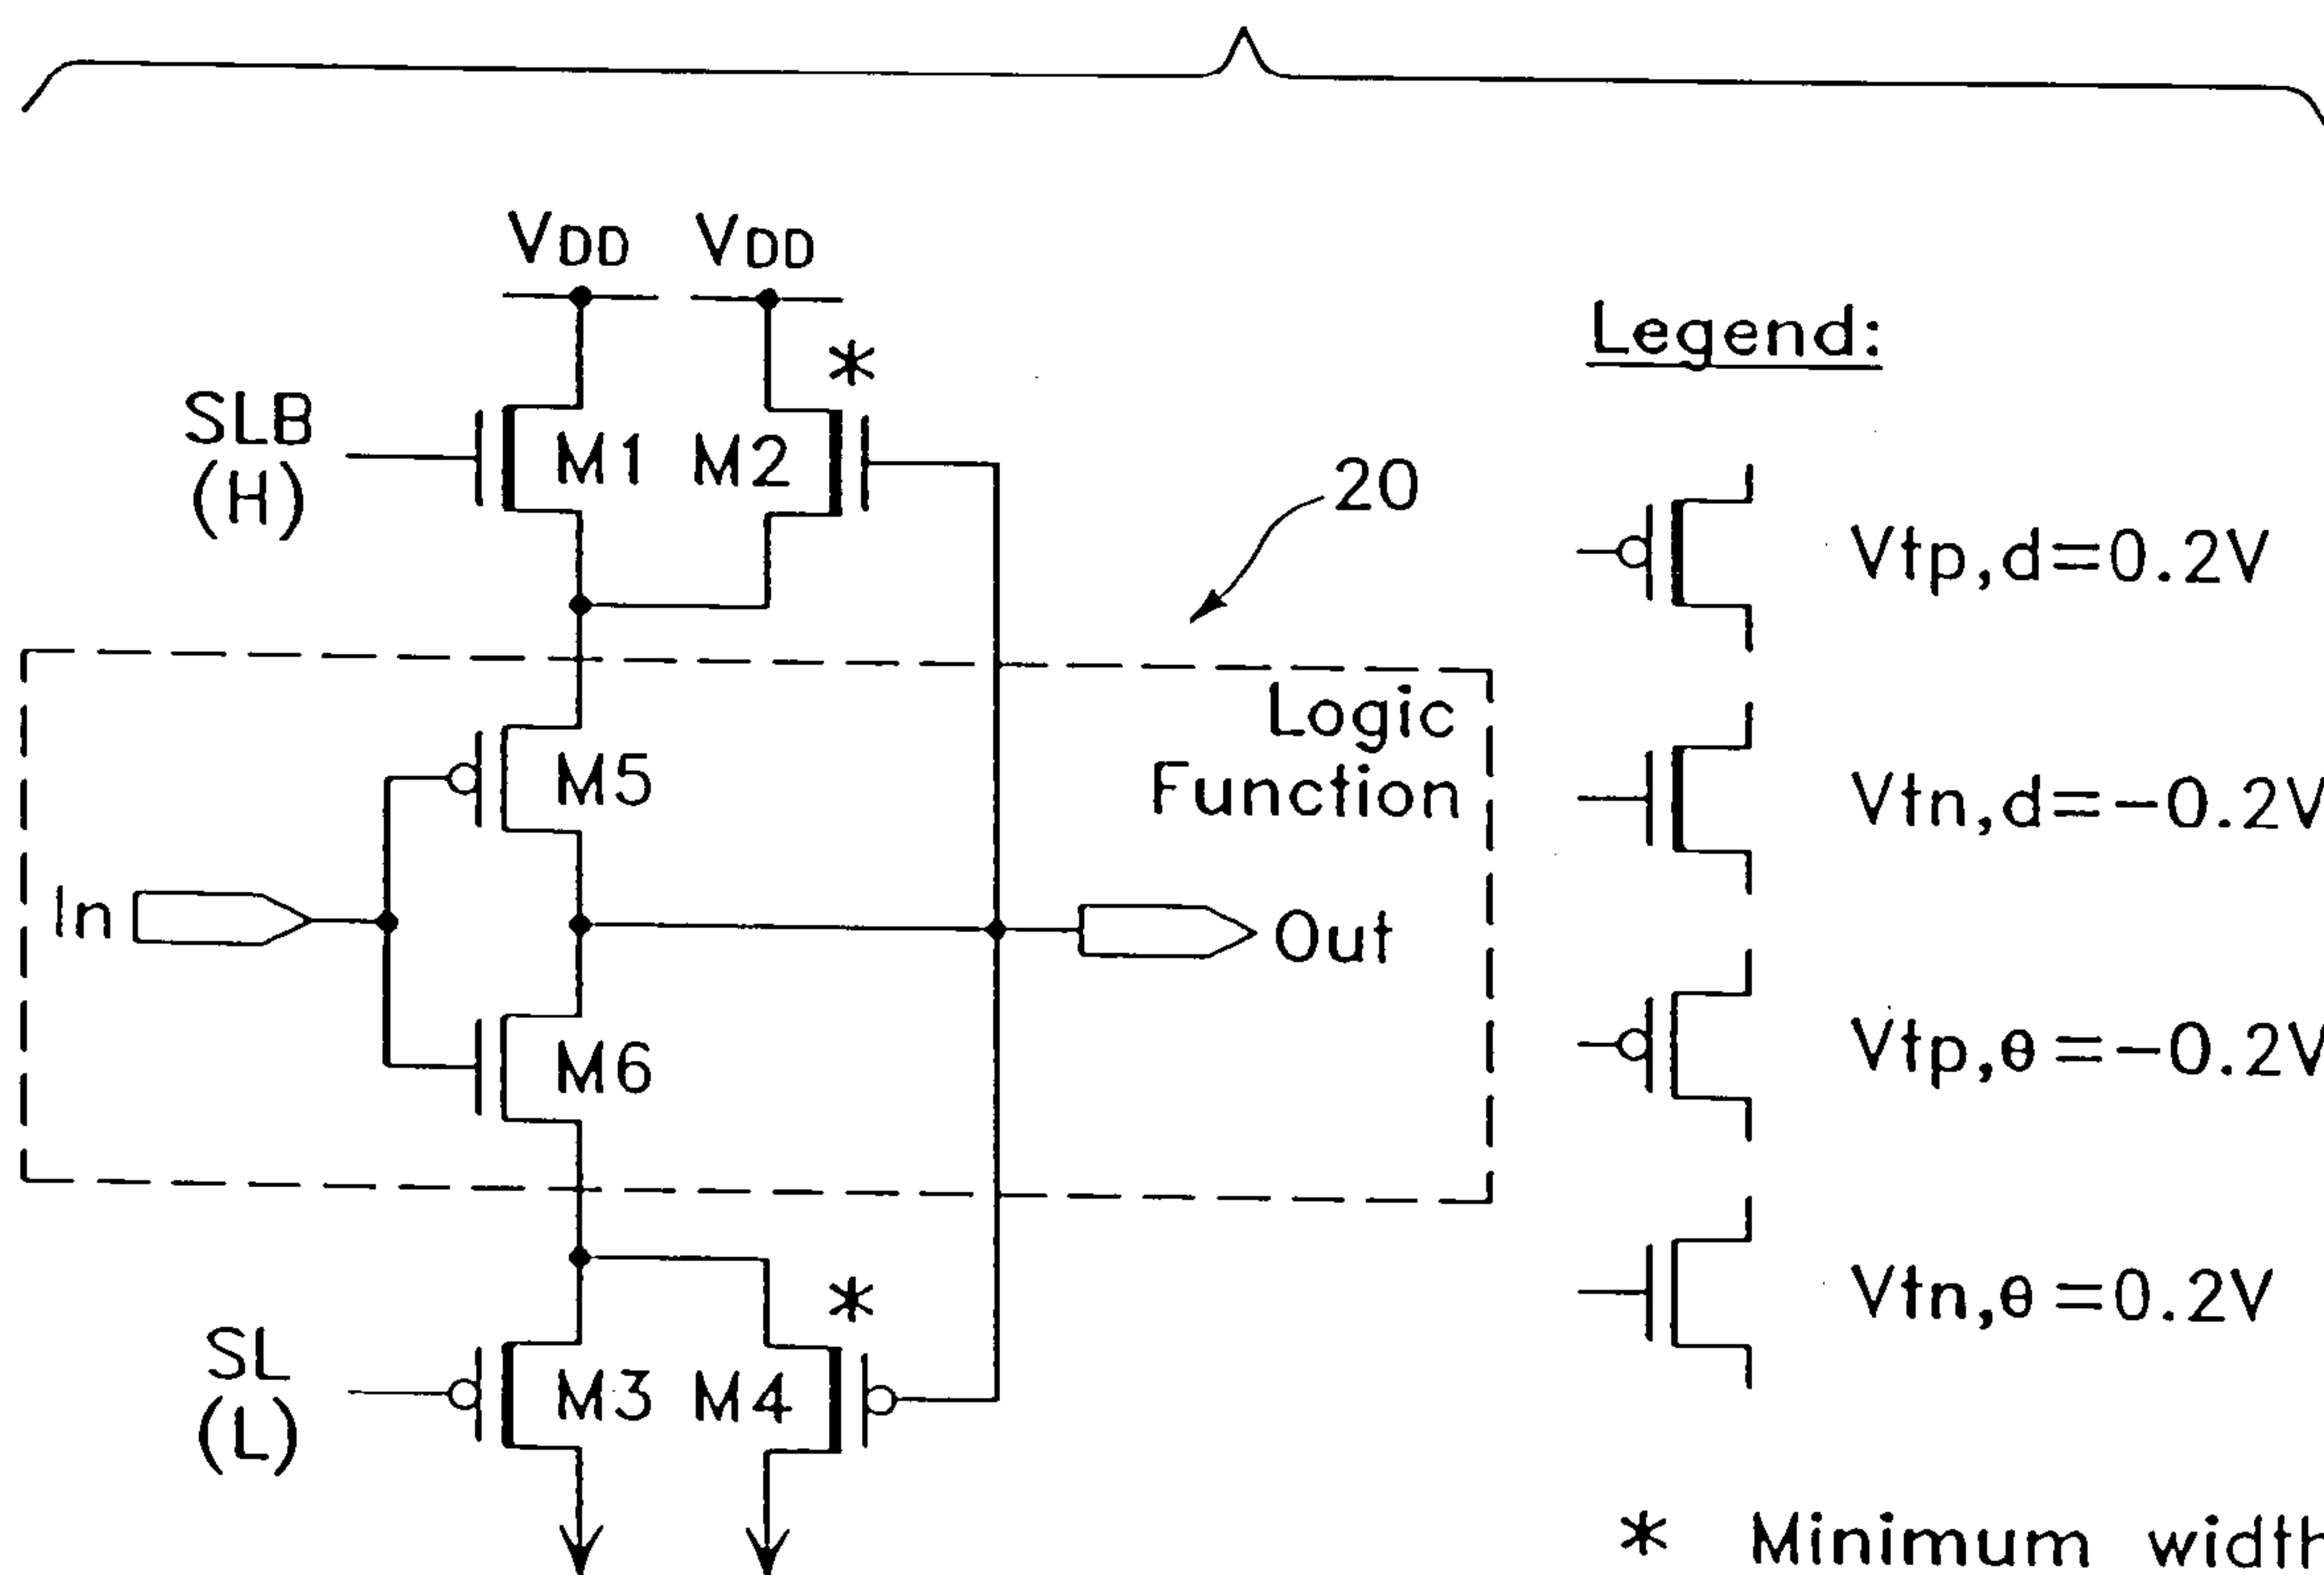 VDD VDD
*
SLB
(H)
M1 M2
20
Logic
Function
M5
In
Out
M6
*
SL
(L)
M3 M4
Legend:
Vtp,d=0.2V
Vtn,d=-0.2V
Vtp,e=-0.2V
Vtn,e=0.2V
* Minimum width